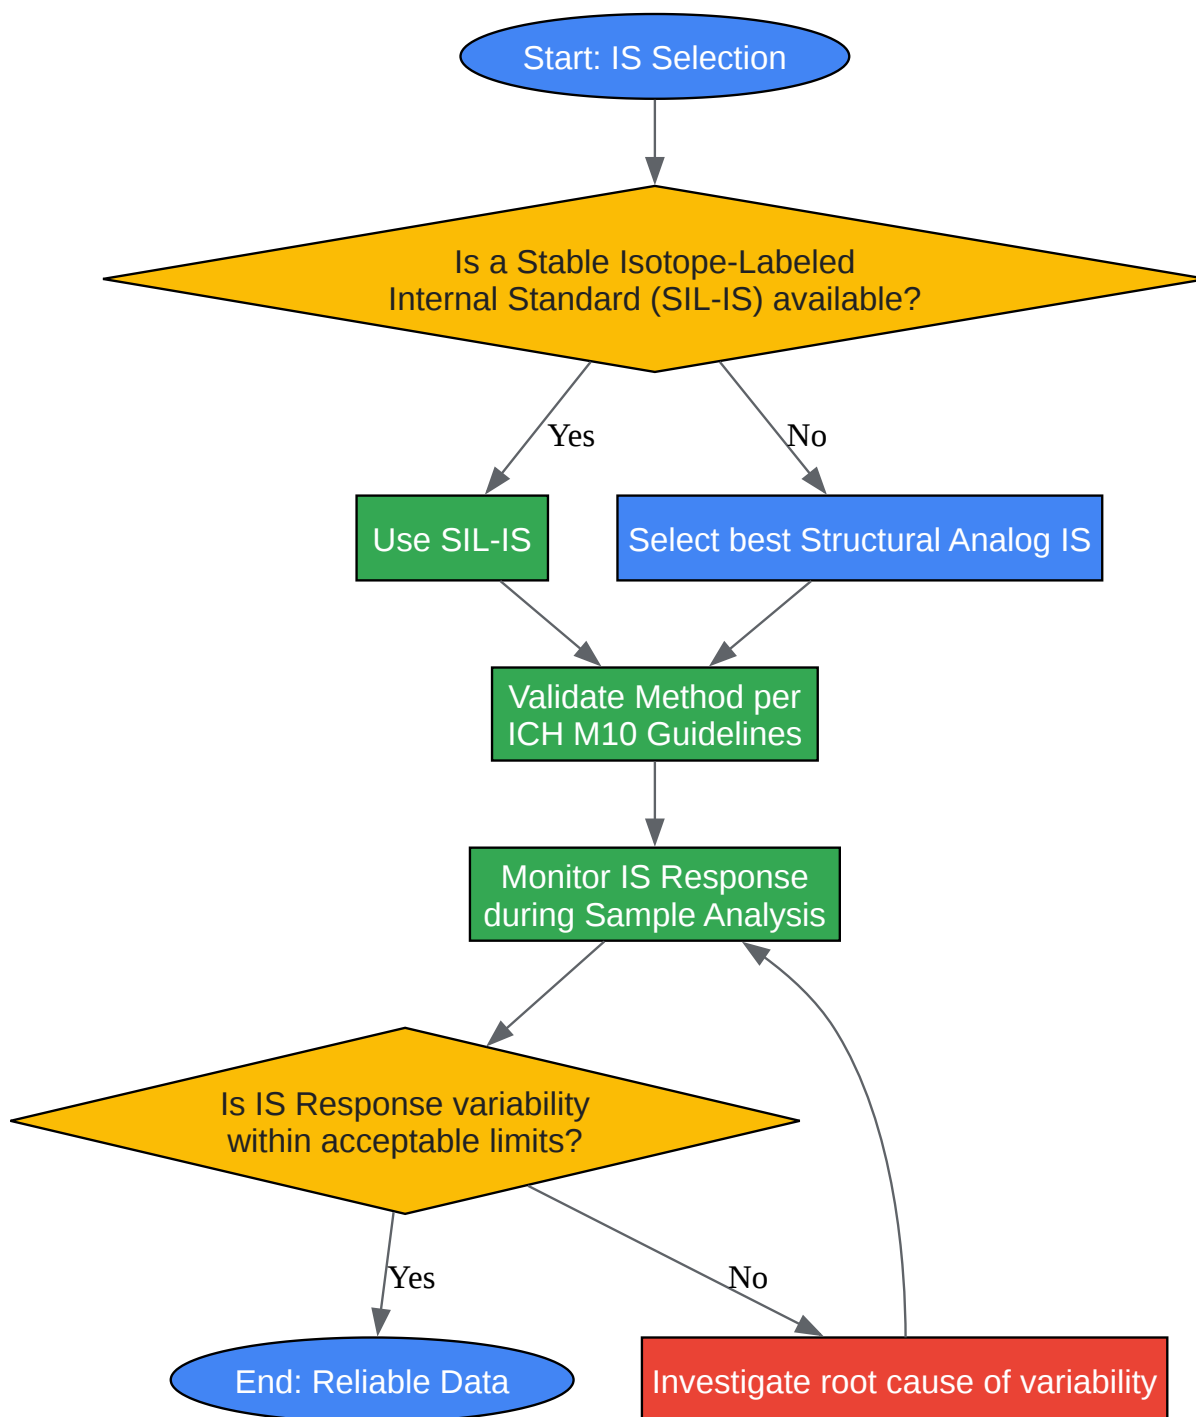 Start: IS Selection
Is a Stable Isotope-Labeled
Internal Standard (SIL-IS) available?
Yes
No
Use SIL-IS
Select best Structural Analog IS
Validate Method per
ICH M10 Guidelines
Monitor IS Response
during Sample Analysis
Is IS Response variability
within acceptable limits?
Yes
No
End: Reliable Data
Investigate root cause of variability